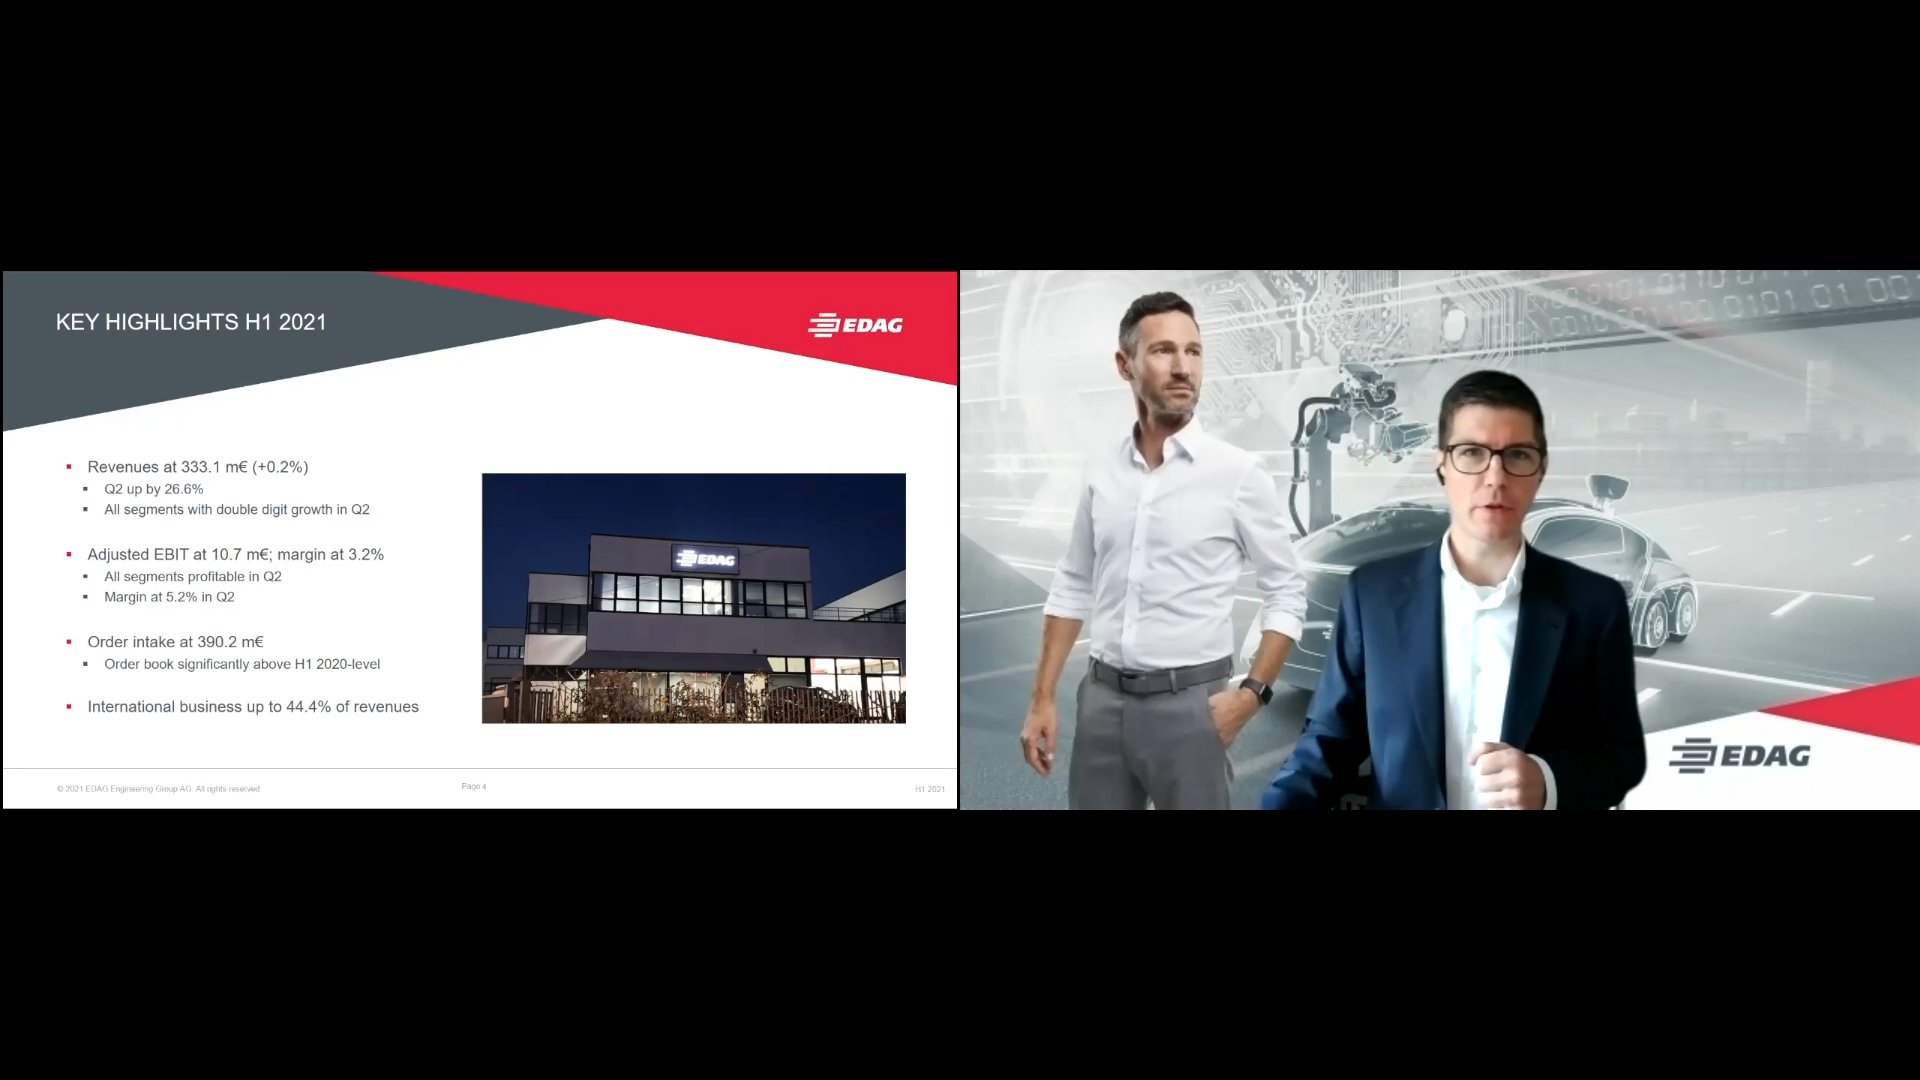 KEY HIGHLIGHTS H1 2021
EDAG
Revenues at 333.1 m€ (+0.2%)
Q2 up by 26.6%
All segments with double digit growth in Q2
Adjusted EBIT at 10.7 m€; margin at 3.2%
All segments profitable in Q2
Margin at 5.2% in Q2
Order intake at 390.2 m€
Order book significantly above H1 2020-level
International business up to 44.4% of revenues
EDAG
© 2021 EDAG Engineering Group AG. All rights reserved.
Page 4
H1 2021
EDAG